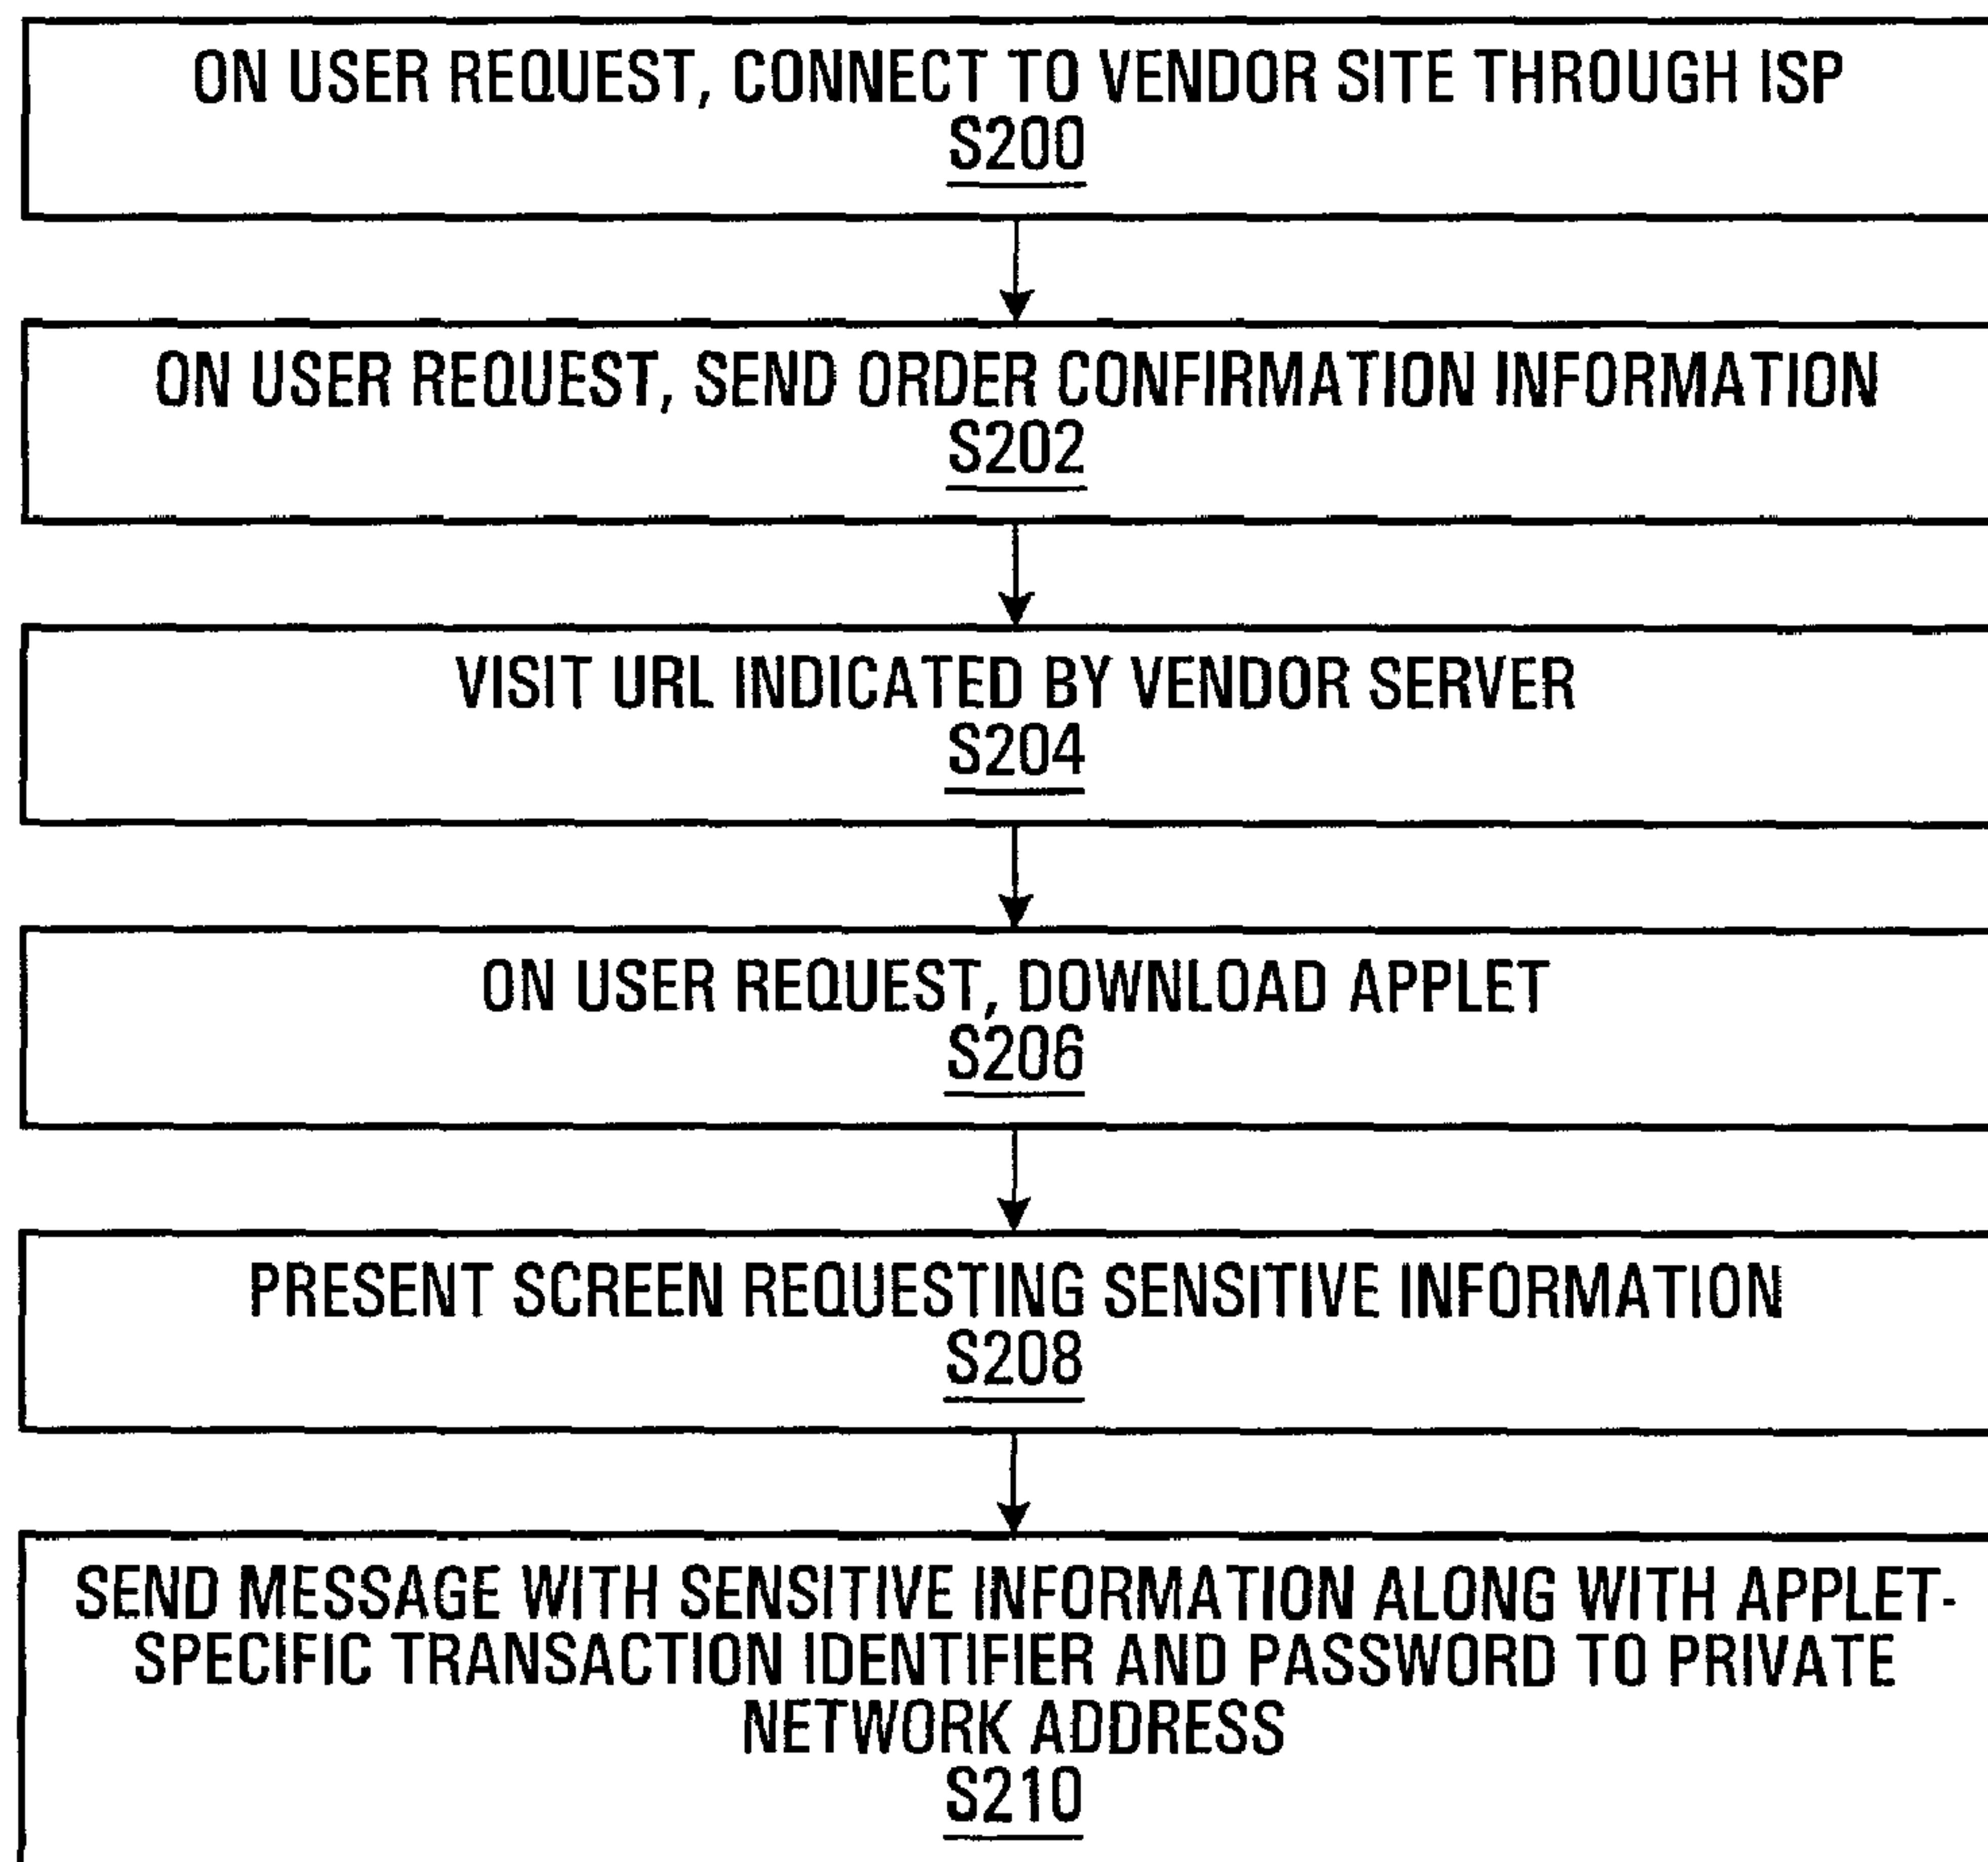 ON USER REQUEST, CONNECT TO VENDOR SITE THROUGH ISP
S200
ON USER REQUEST, SEND ORDER CONFIRMATION INFORMATION
S202
VISIT URL INDICATED BY VENDOR SERVER
S204
ON USER REQUEST, DOWNLOAD APPLET
S206
PRESENT SCREEN REQUESTING SENSITIVE INFORMATION
S208
SEND MESSAGE WITH SENSITIVE INFORMATION ALONG WITH APPLET-
SPECIFIC TRANSACTION IDENTIFIER AND PASSWORD TO PRIVATE
NETWORK ADDRESS
S210